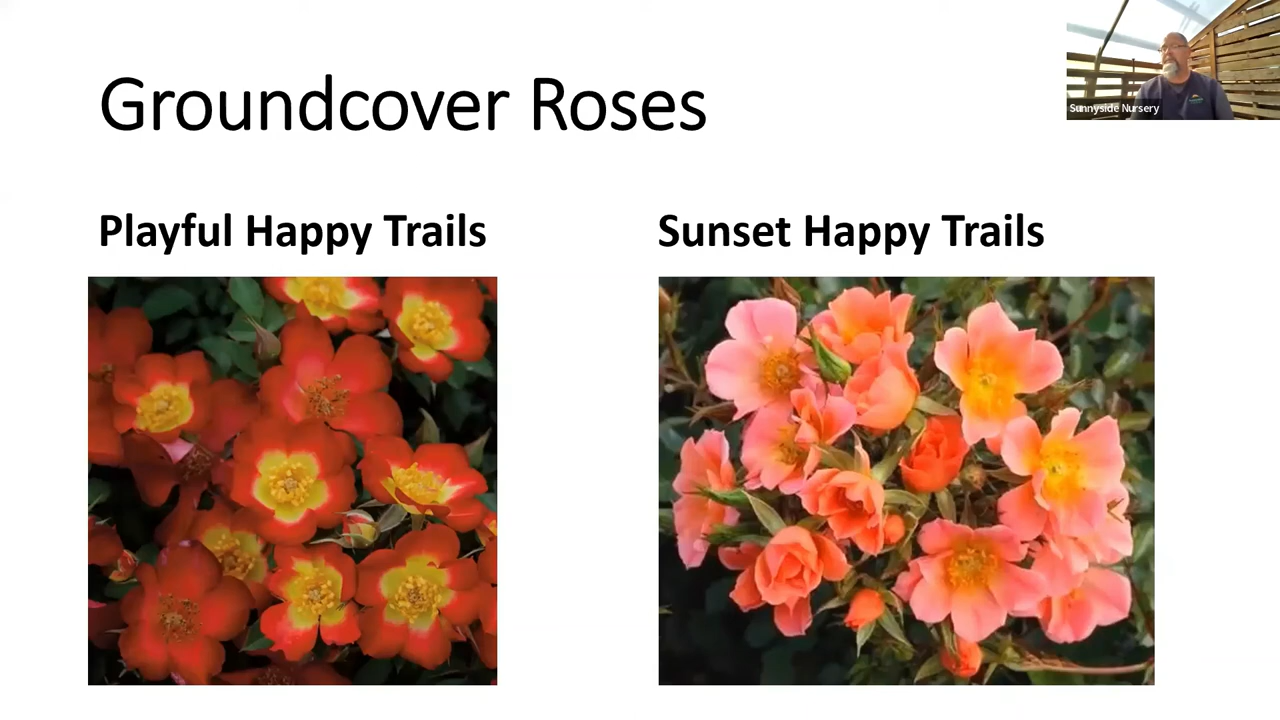 Groundcover Roses
Sunnyside Nursery
Playful Happy Trails
Sunset Happy Trails